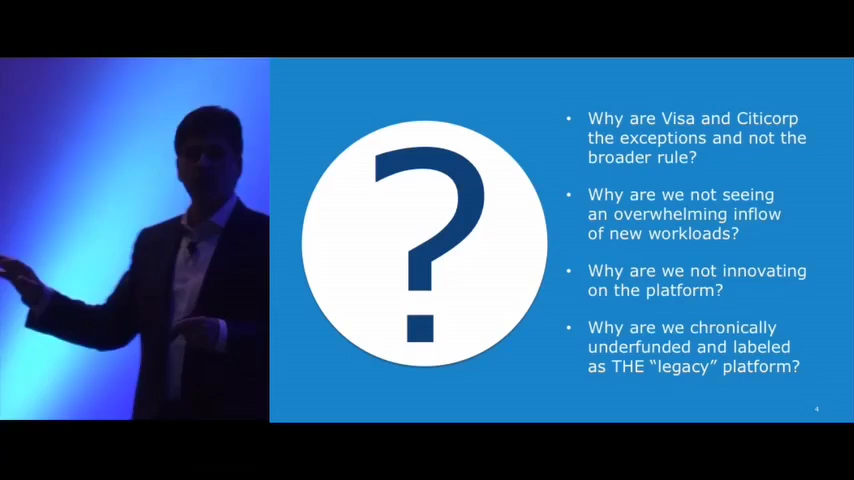 ?
• Why are Visa and Citicorp
the exceptions and not the
broader rule?
• Why are we not seeing
an overwhelming inflow
of new workloads?
• Why are we not innovating
on the platform?
• Why are we chronically
underfunded and labeled
as THE “legacy” platform?
4